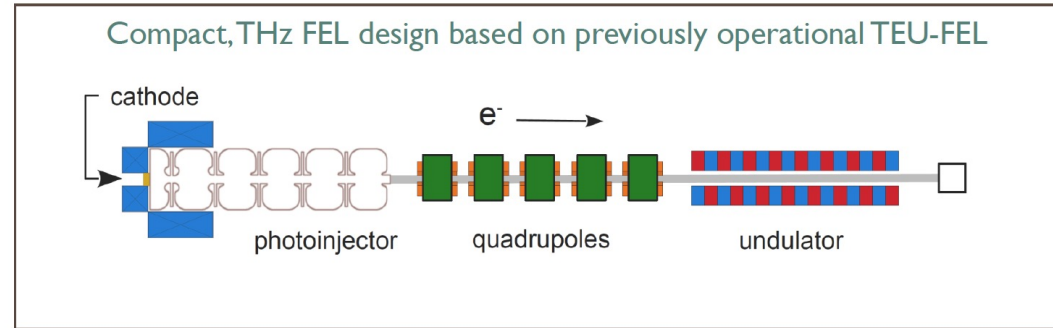 Compact, THz FEL design based on previously operational TEU-FEL
cathode
e-
photoinjector
quadrupoles
undulator